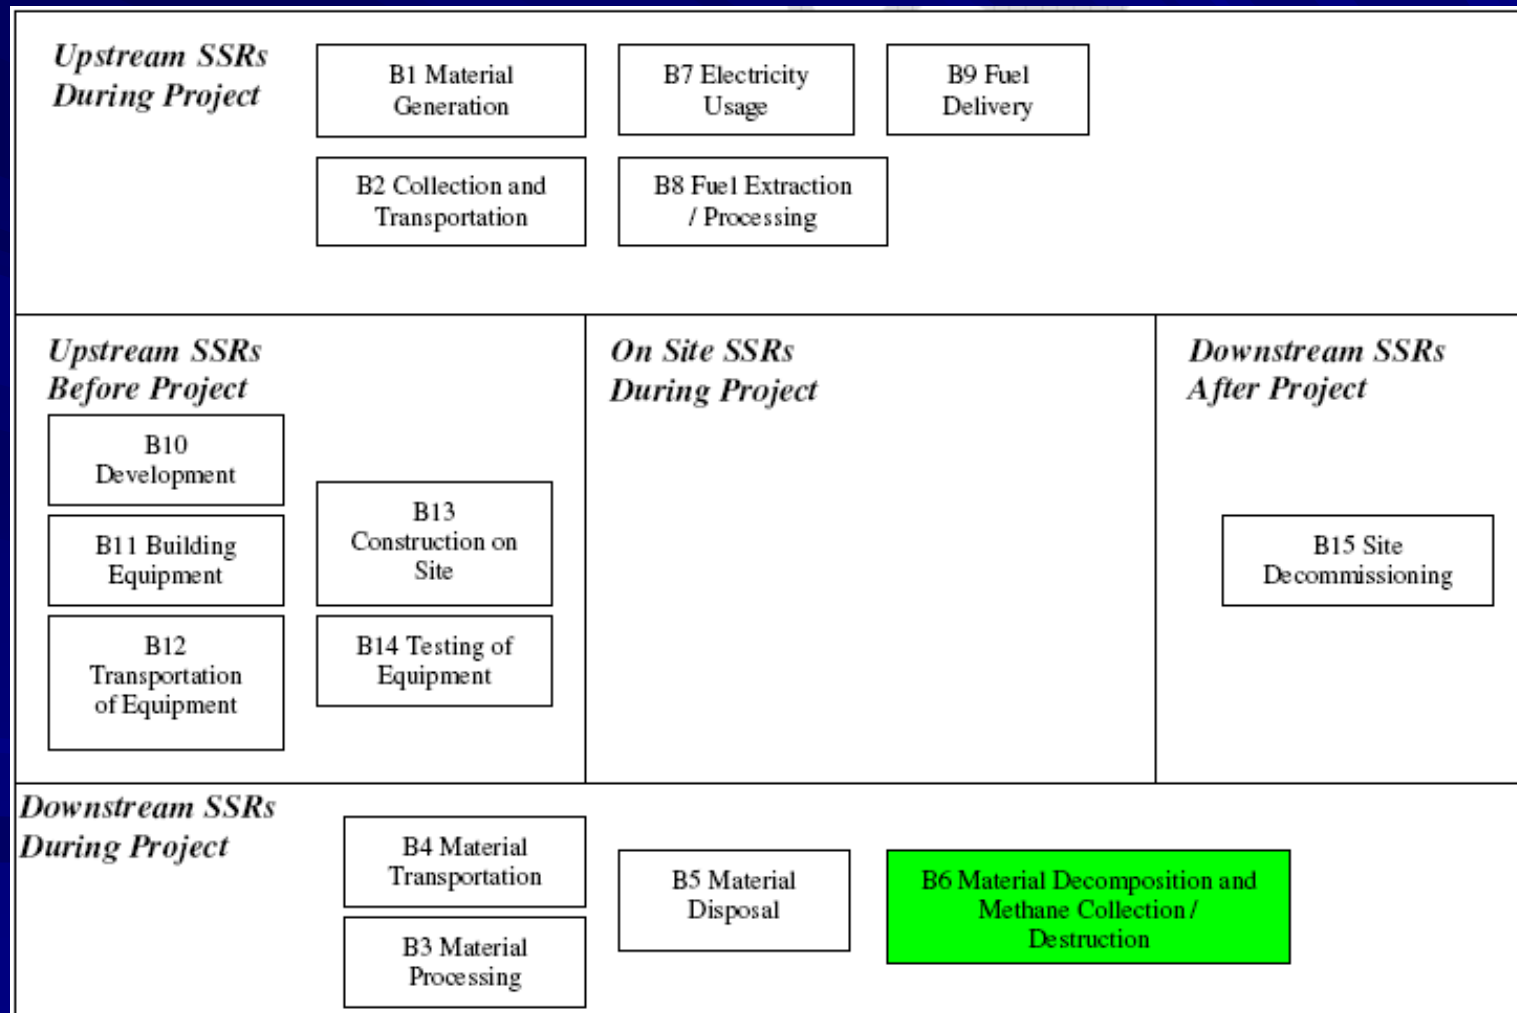 Upstream SSRs
During Project
B1 Material
Generation
B7 Electricity
Usage
B9 Fuel
Delivery
B2 Collection and
Transportation
B8 Fuel Extraction
/ Processing
Upstream SSRs
Before Project
B10
Development
B11 Building
Equipment
B12
Transportation
of Equipment
B13
Construction on
Site
B14 Testing of
Equipment
On Site SSRs
During Project
Downstream SSRs
After Project
B15 Site
Decommissioning
Downstream SSRs
During Project
B4 Material
Transportation
B3 Material
Processing
B5 Material
Disposal
B6 Material Decomposition and
Methane Collection /
Destruction